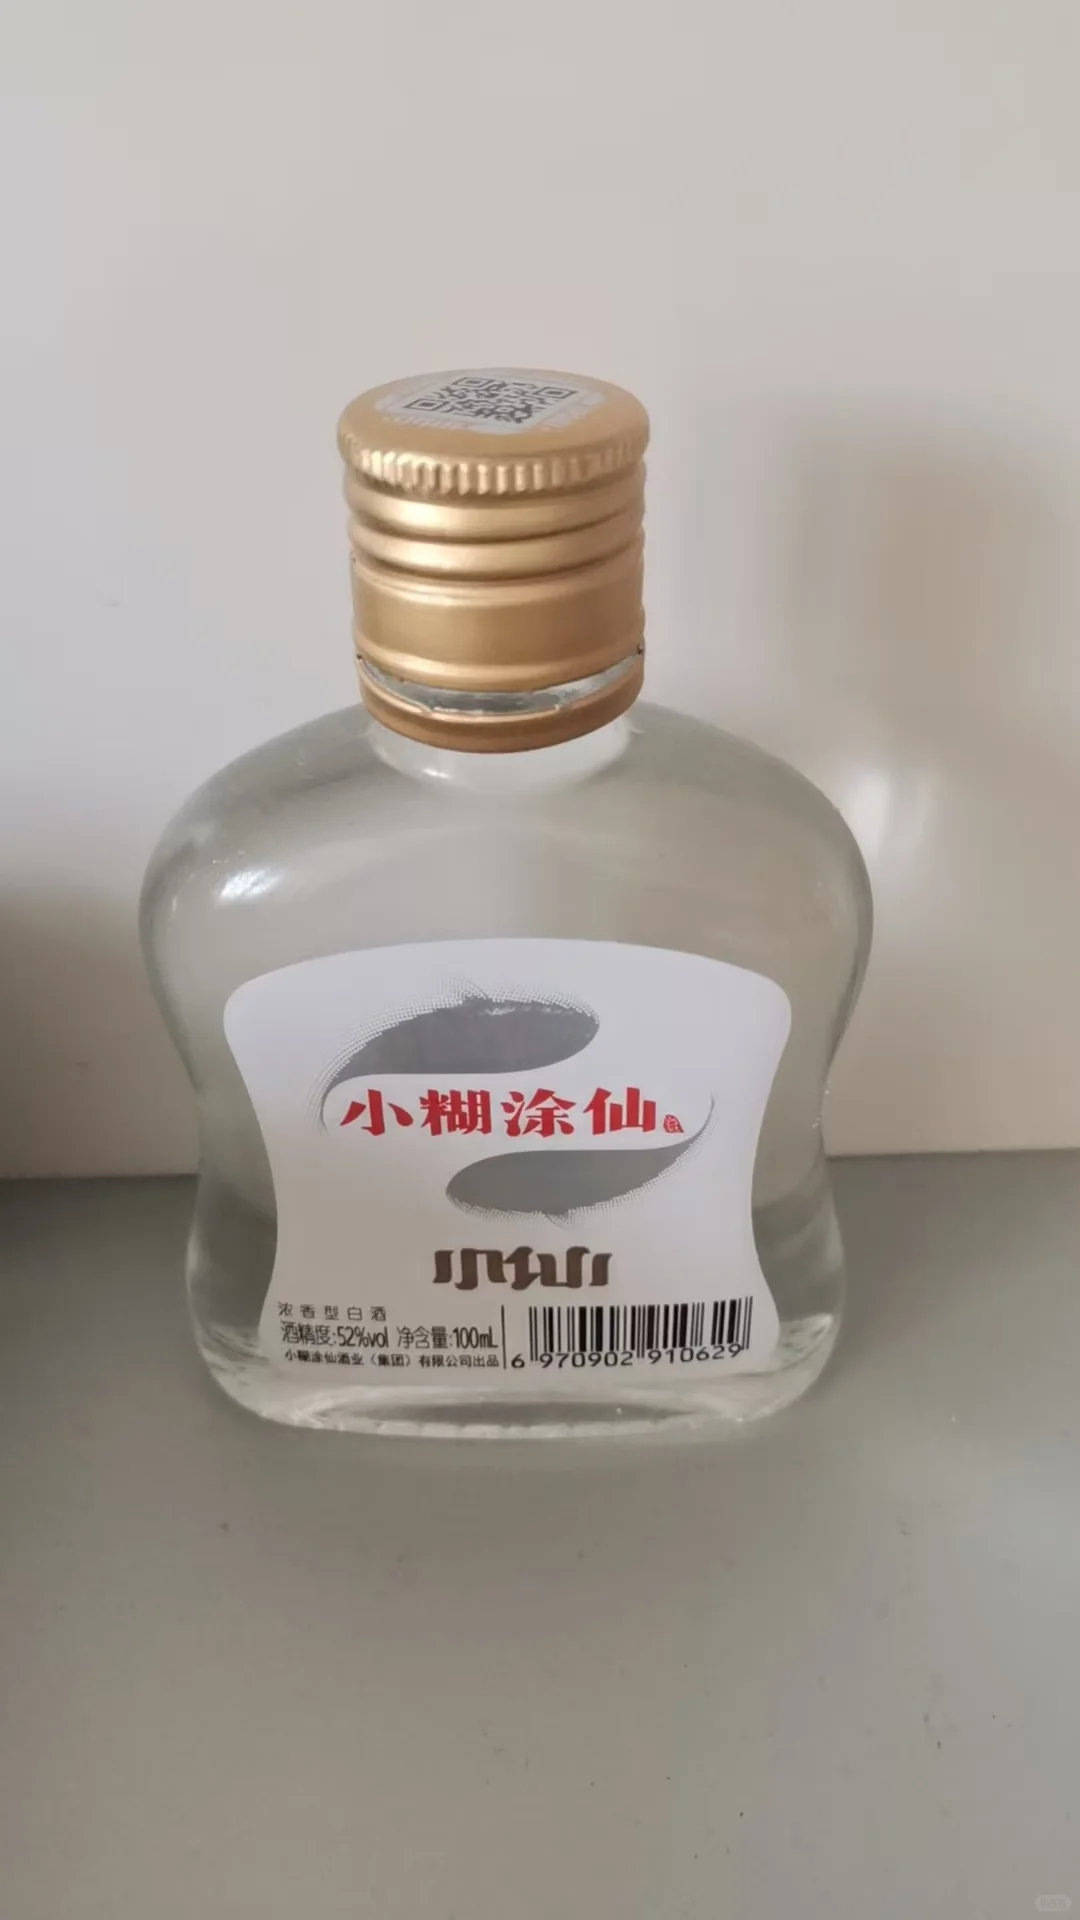 小糊涂仙
小仙
浓香型白酒
酒精度:52%vol 净含量:100mL
小糊涂仙酒业（集团）有限公司出品
6 970902 910629